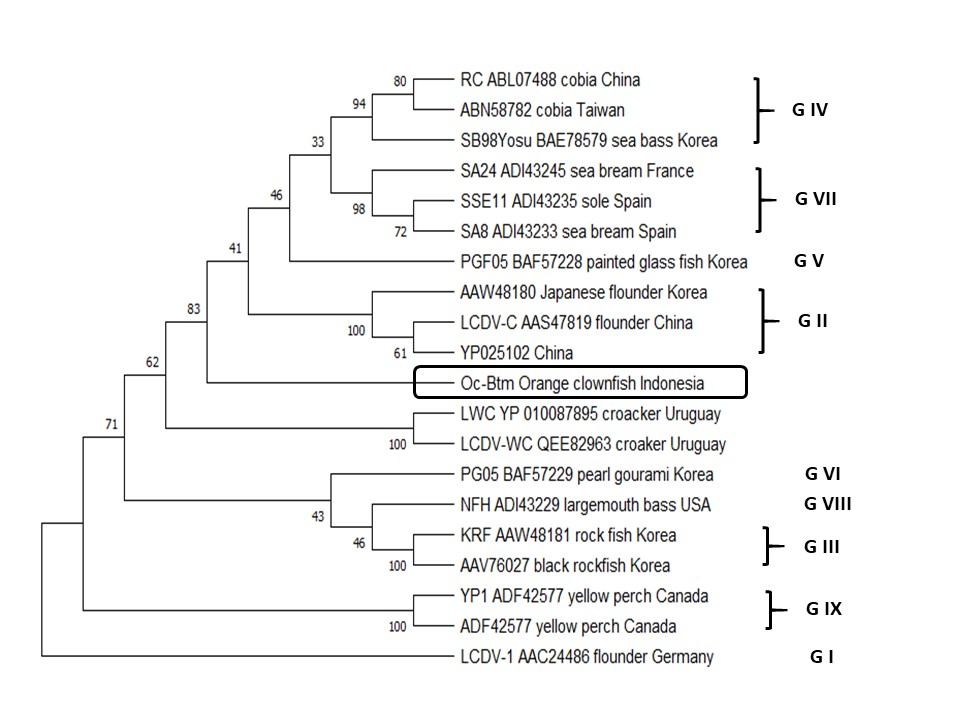 80
RC ABL07488 cobia China
94
ABN58782 cobia Taiwan
G IV
33
SB98Yosu BAE78579 sea bass Korea
SA24 ADI43245 sea bream France
46
98
SSE11 ADI43235 sole Spain
G VII
72
SA8 ADI43233 sea bream Spain
41
PGF05 BAF57228 painted glass fish Korea
G V
AAW48180 Japanese flounder Korea
83
100
LCDV-C AAS47819 flounder China
G II
61
YP025102 China
62
Oc-Btm Orange clownfish Indonesia
LWC YP 010087895 croacker Uruguay
71
100
LCDV-WC QEE82963 croaker Uruguay
PG05 BAF57229 pearl gourami Korea
G VI
43
NFH ADI43229 largemouth bass USA
G VIII
46
KRF AAW48181 rock fish Korea
G III
100
AAV76027 black rockfish Korea
YP1 ADF42577 yellow perch Canada
G IX
100
ADF42577 yellow perch Canada
LCDV-1 AAC24486 flounder Germany
G I